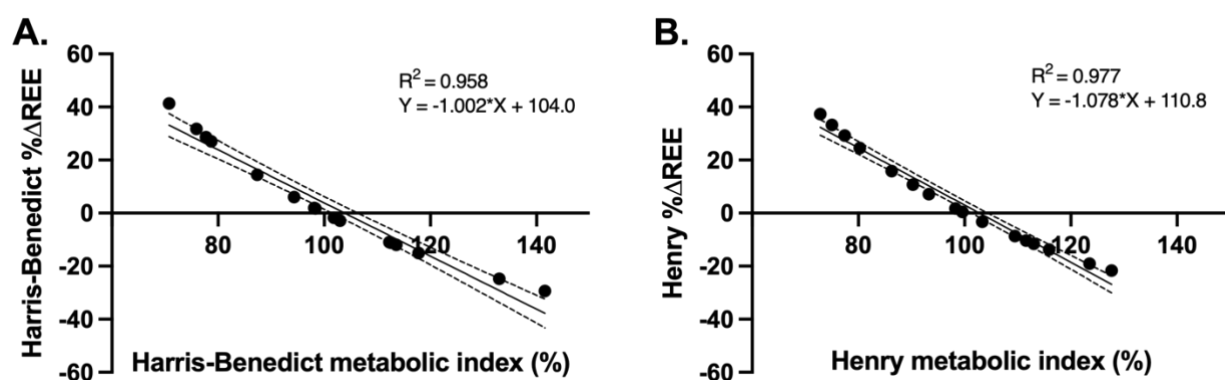 A.
Harris-Benedict %ΔREE
60
40
20
0
-20
-40
-60
80
100
120
140
R² = 0.958
Y = -1.002*X + 104.0
Harris-Benedict metabolic index (%)
B.
Henry %ΔREE
60
40
20
0
-20
-40
-60
80
100
120
140
R² = 0.977
Y = -1.078*X + 110.8
Henry metabolic index (%)